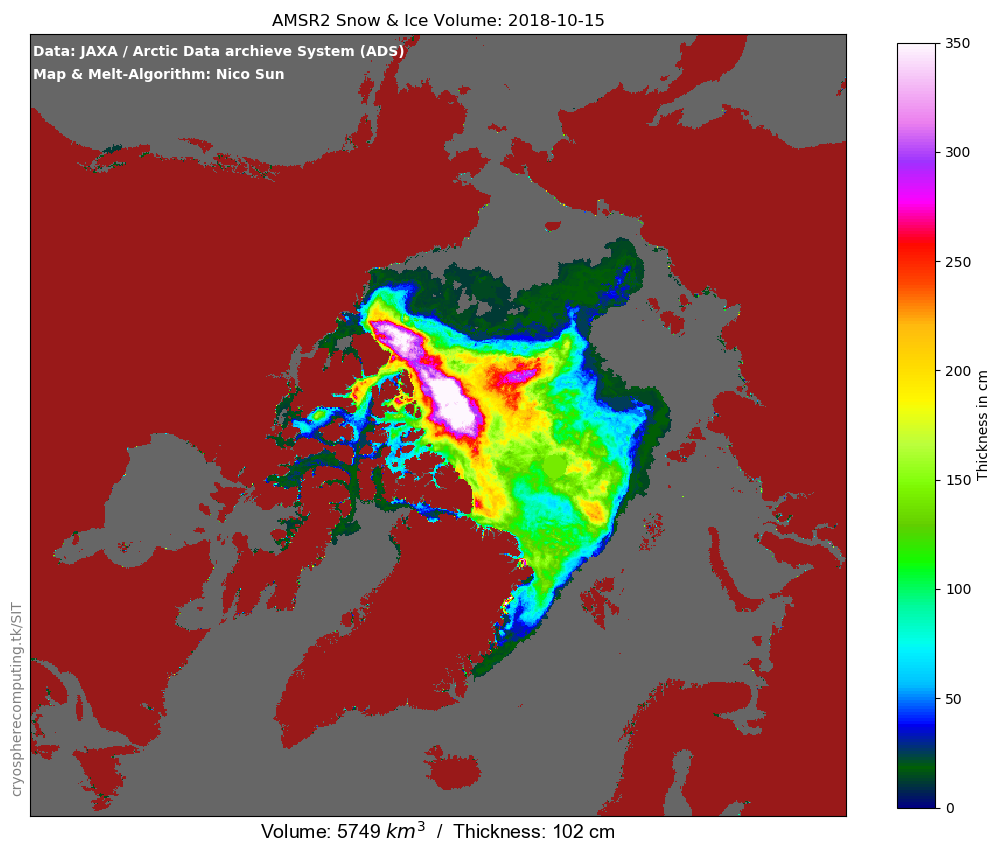 AMSR2 Snow & Ice Volume: 2018-10-15
Data: JAXA / Arctic Data archieve System (ADS)
Map & Melt-Algorithm: Nico Sun
350
300
250
200
150
100
50
0
Thickness in cm
cryospherecomputing.tk/SIT
Volume: 5749 km³ / Thickness: 102 cm